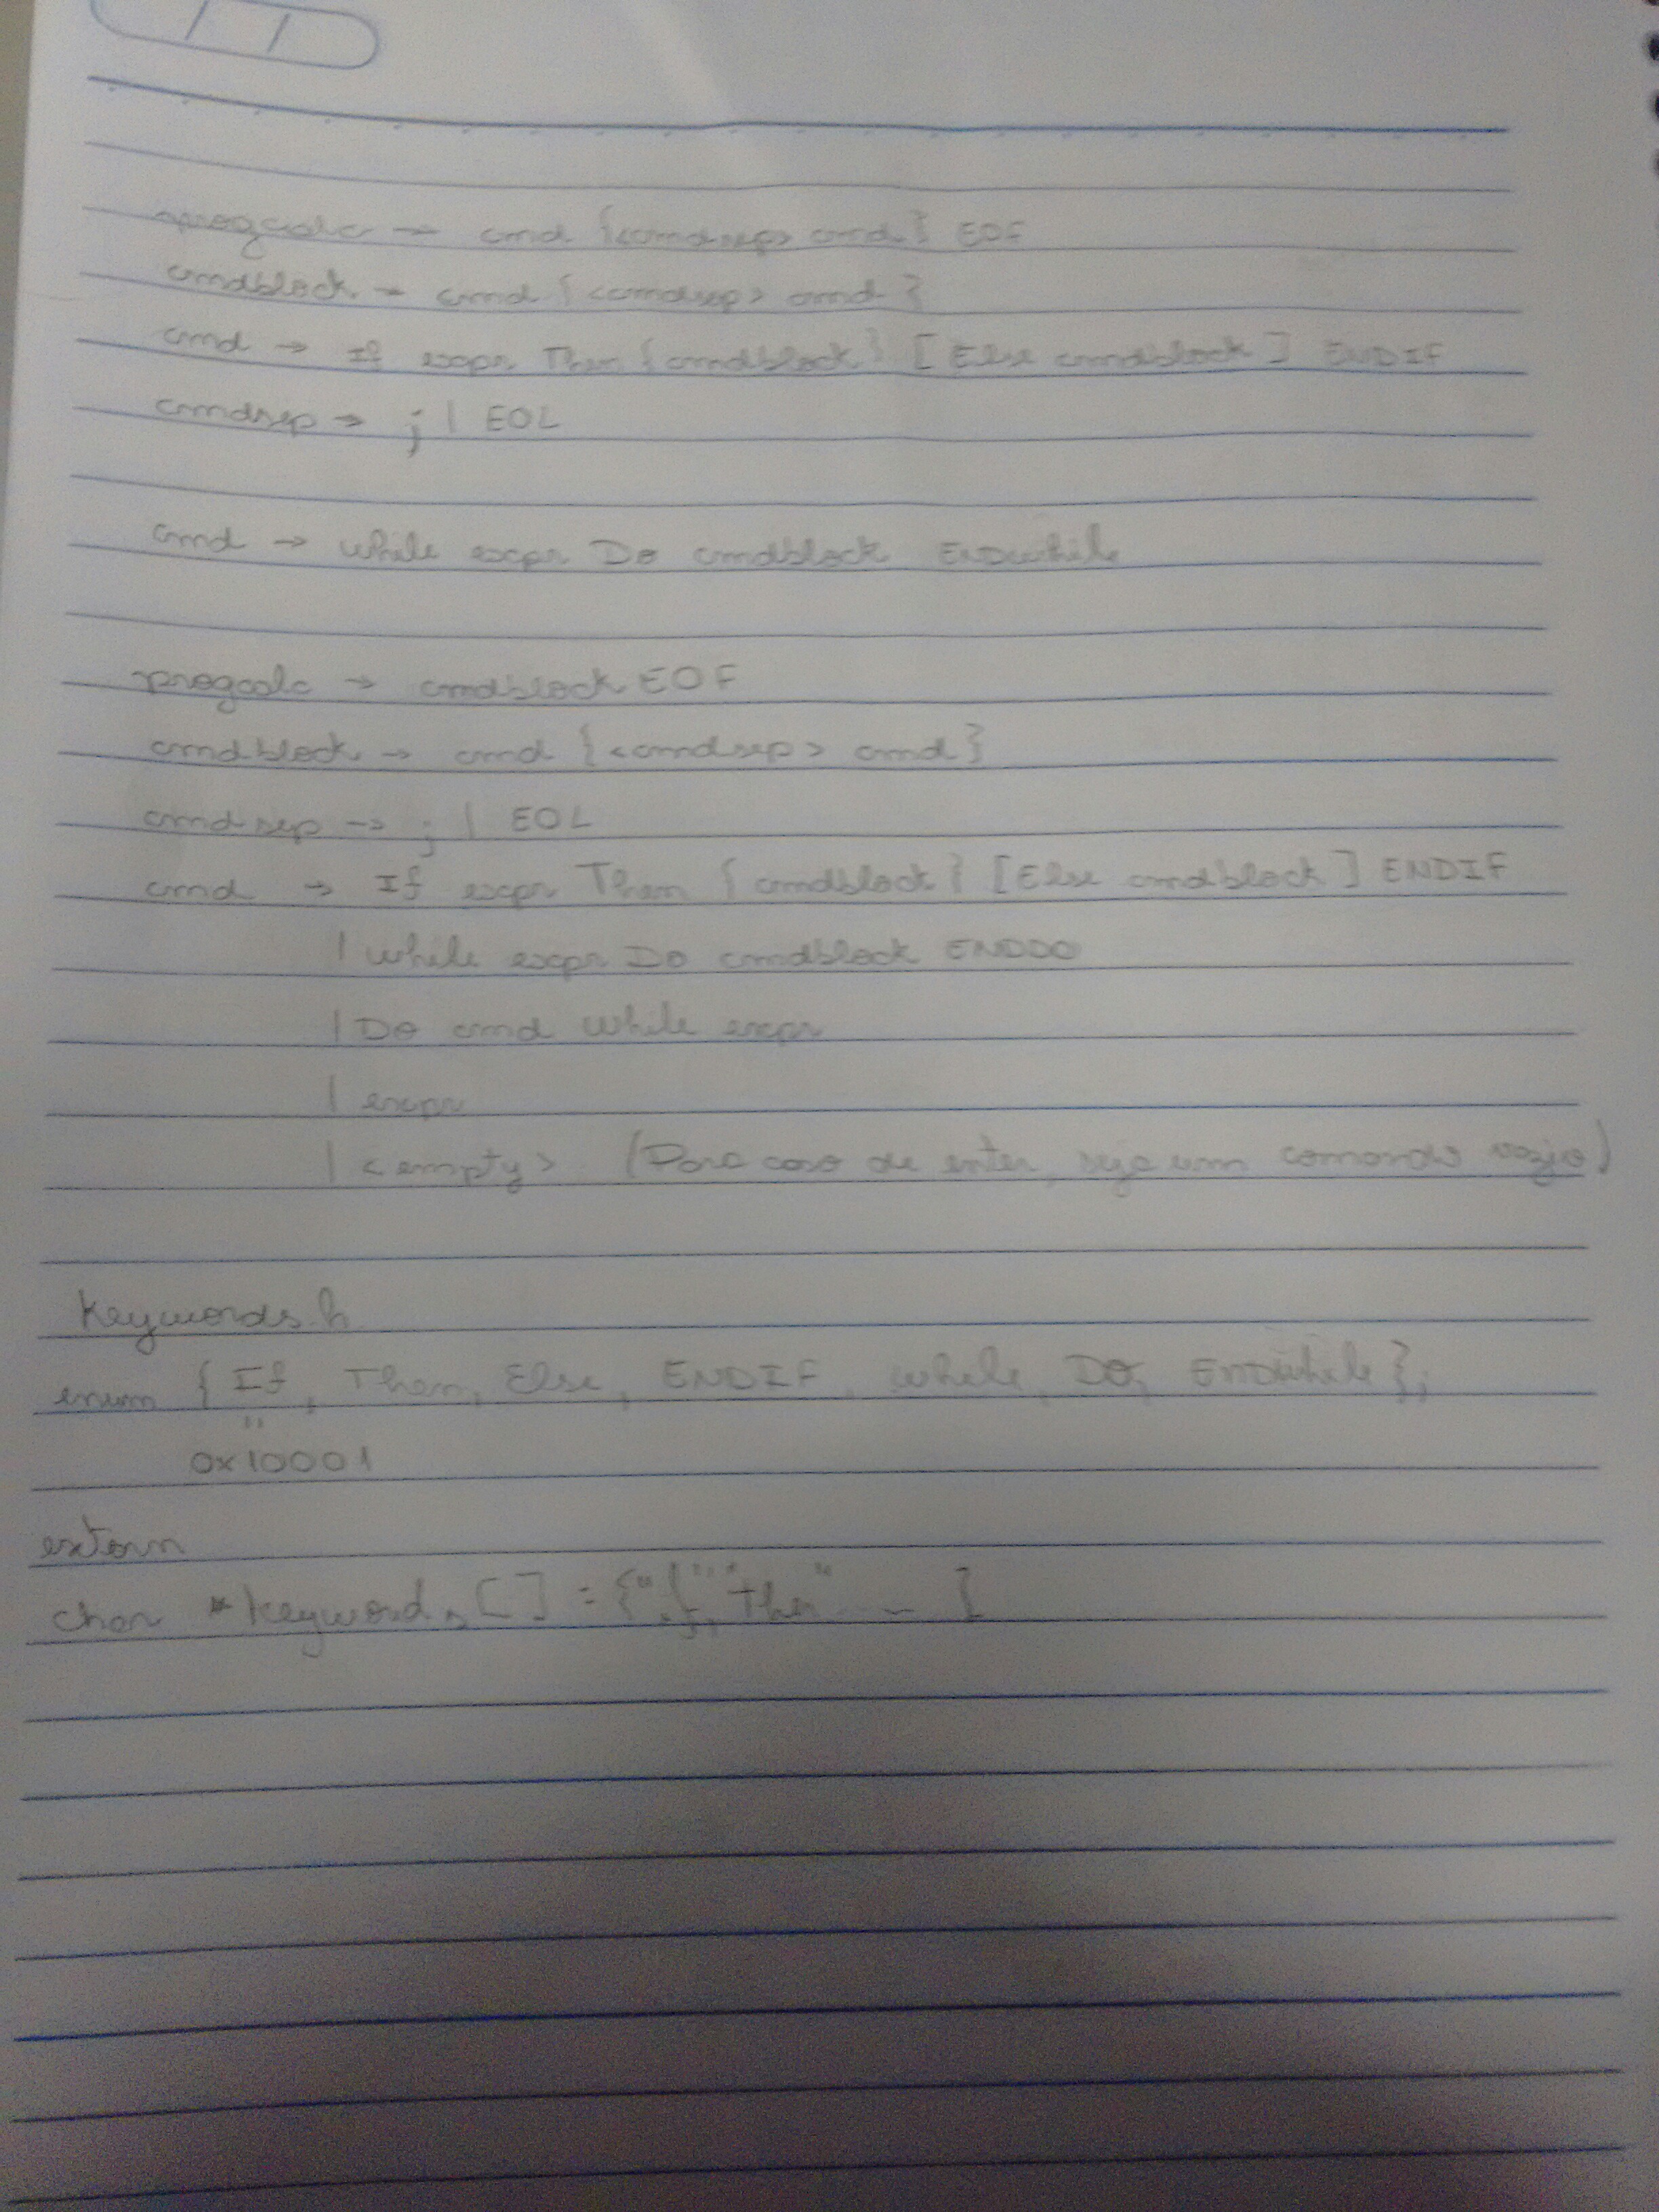 progcalc → cmd {<cmdsep> cmd} EOF
cmdblock → cmd {<cmdsep> cmd}
cmd → If expr Then {cmdblock} [Else cmdblock] ENDIF
cmdsep → ; | EOL
cmd → while expr Do cmdblock ENDwhile
progcalc → cmdblock EOF
cmdblock → cmd {<cmdsep> cmd}
cmdsep → ; | EOL
cmd → If expr Then {cmdblock} [Else cmdblock] ENDIF
| while expr Do cmdblock ENDDO
| Do cmd while expr
| expr
| <empty> (Para caso de enter, seja um comando vazio)
Keywords.h
enum {If, Then, Else, ENDIF, while, DO, ENDwhile};
"
0x10001
extern
char *keywords[] = {"if","Then" ... ]